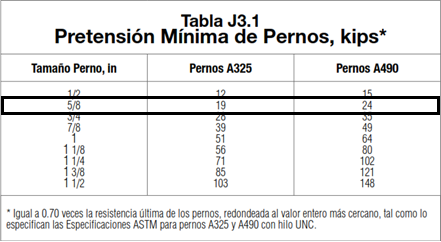 Tabla J3.1
Pretensión Mínima de Pernos, kips*
Tamaño Perno, in Pernos A325 Pernos A490
1/2 12 15
5/8 19 24
3/4 28 35
7/8 39 49
1 51 64
1 1/8 56 80
1 1/4 71 102
1 3/8 85 121
1 1/2 103 148
* Igual a 0.70 veces la resistencia última de los pernos, redondeada al valor entero más cercano, tal como lo
especifican las Especificaciones ASTM para pernos A325 y A490 con hilo UNC.